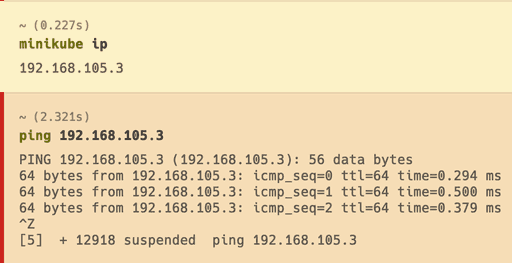 ~ (0.227s)
minikube ip
192.168.105.3
~ (2.321s)
ping 192.168.105.3
PING 192.168.105.3 (192.168.105.3): 56 data bytes
64 bytes from 192.168.105.3: icmp_seq=0 ttl=64 time=0.294 ms
64 bytes from 192.168.105.3: icmp_seq=1 ttl=64 time=0.500 ms
64 bytes from 192.168.105.3: icmp_seq=2 ttl=64 time=0.379 ms
^Z
[5]  + 12918 suspended  ping 192.168.105.3